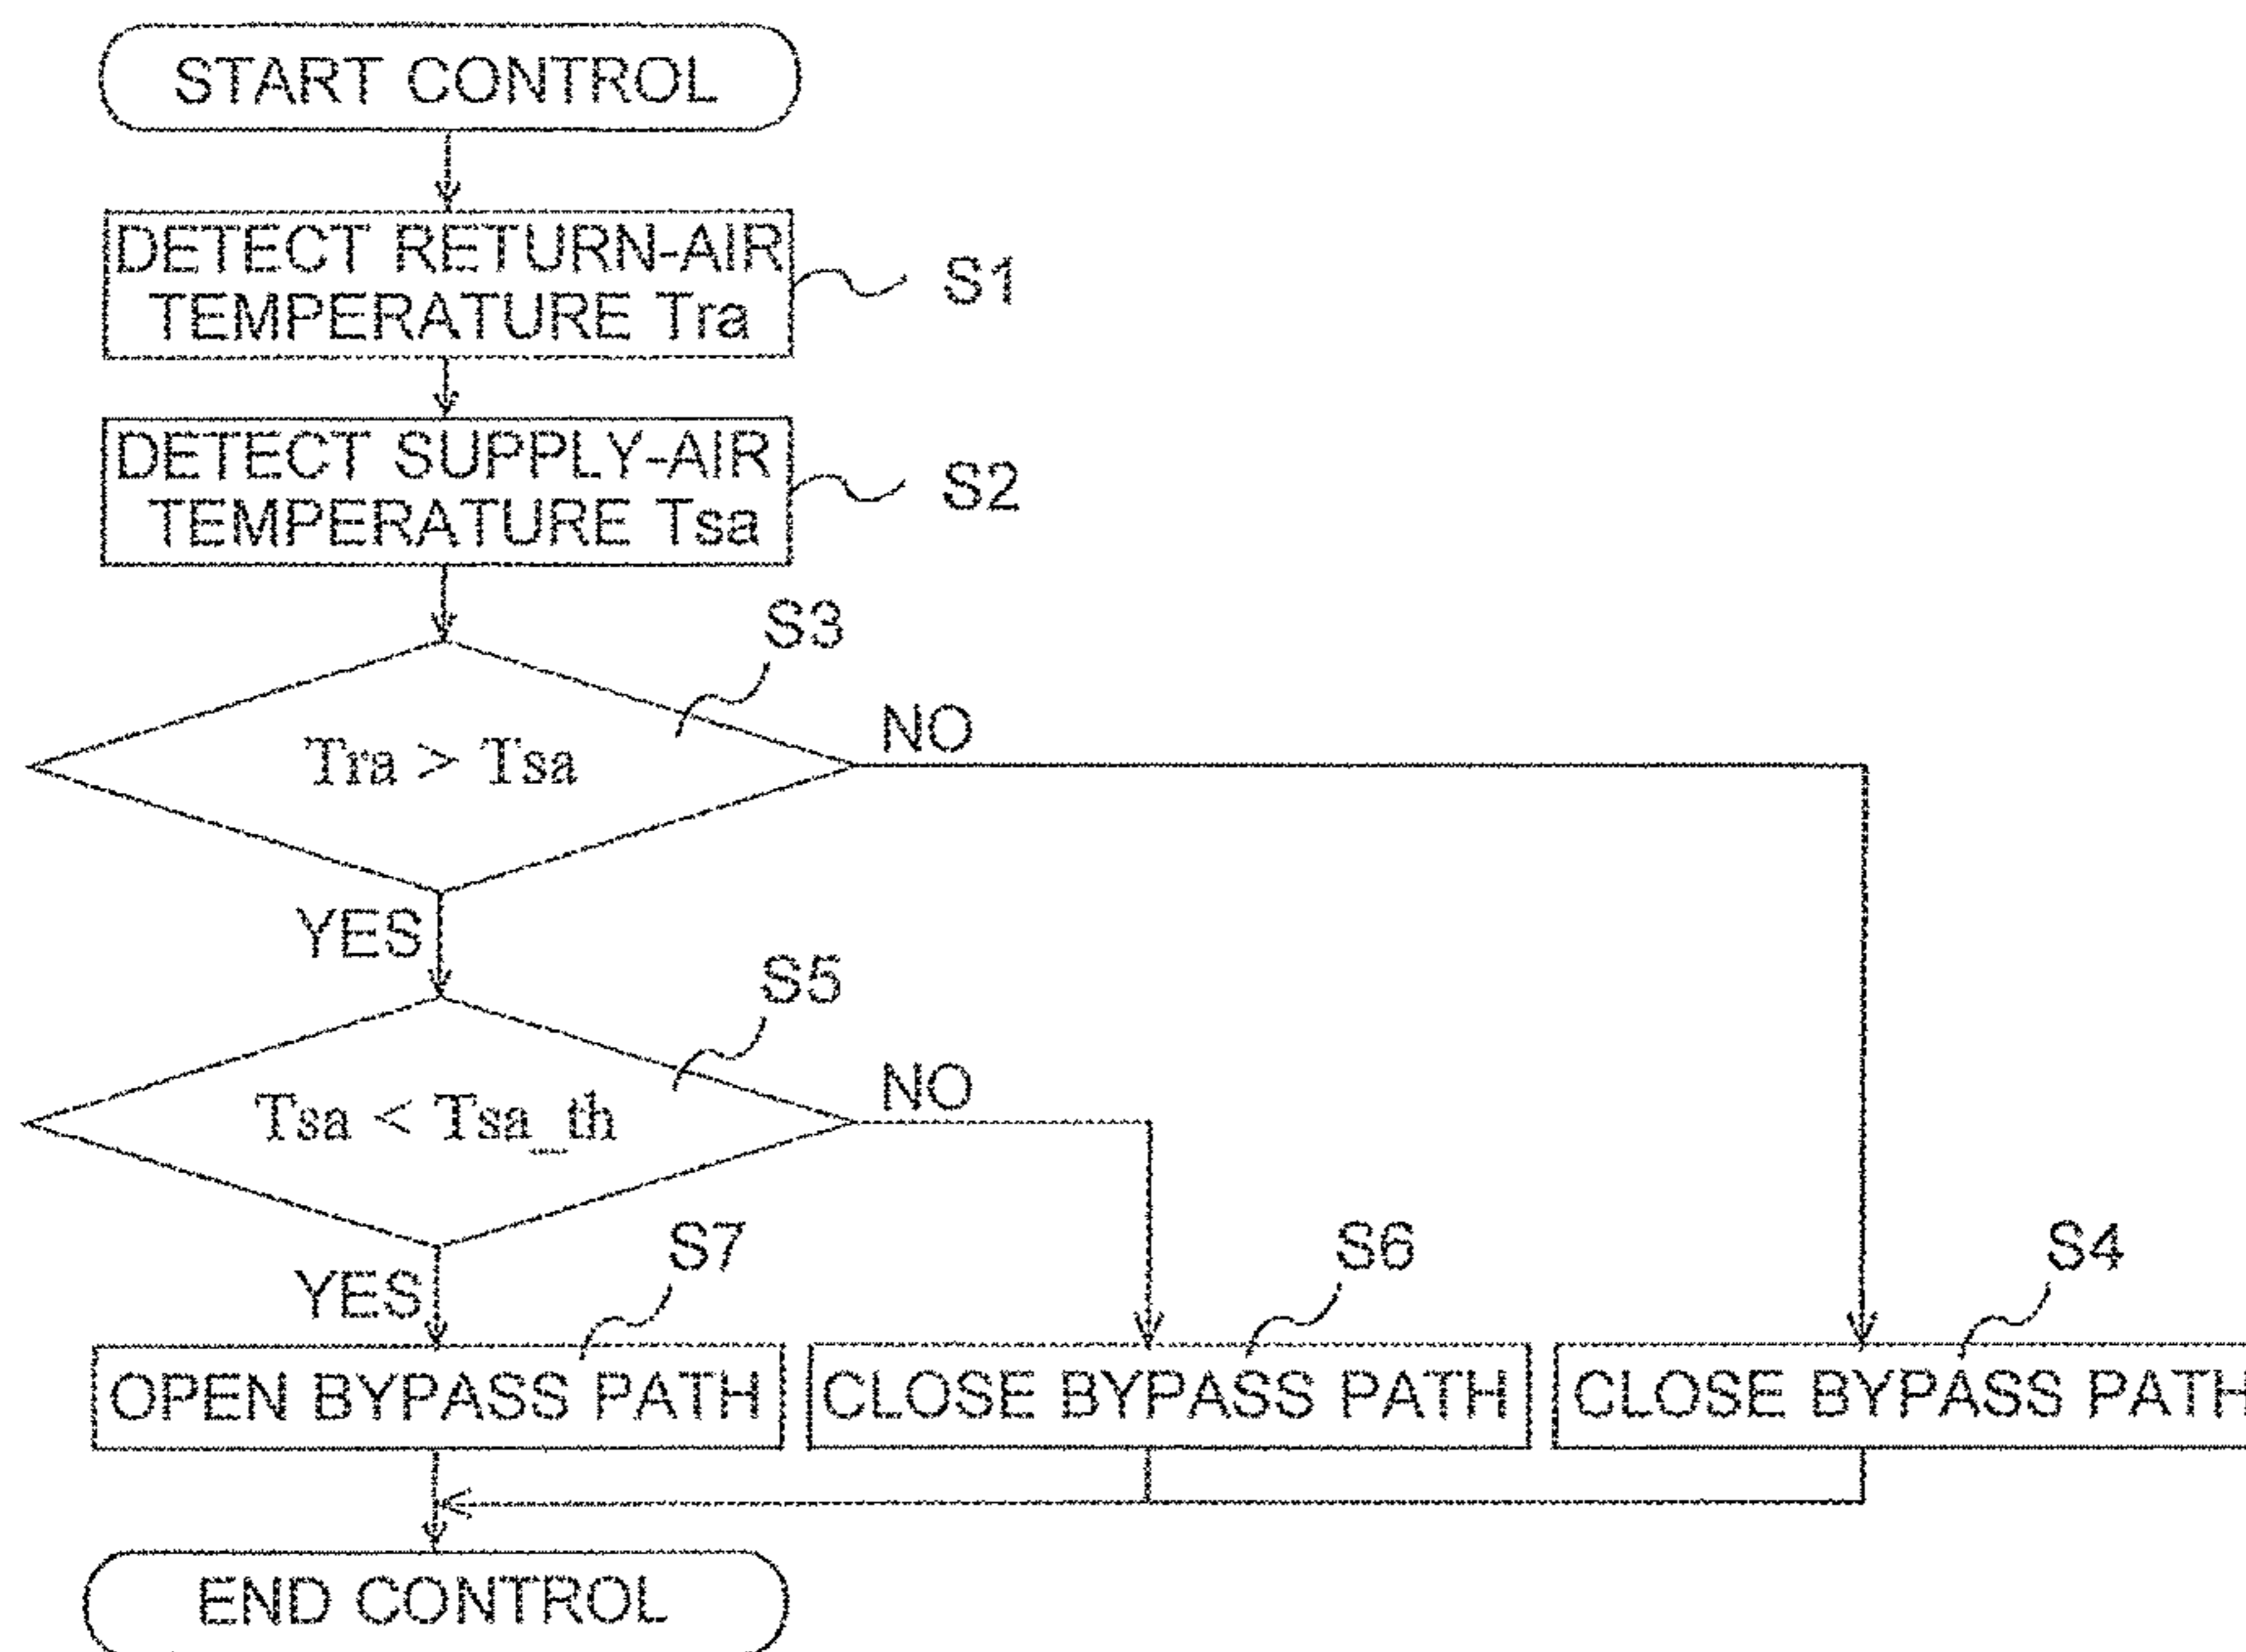 START CONTROL
DETECT RETURN-AIR
TEMPERATURE Tra
S1
DETECT SUPPLY-AIR
TEMPERATURE Tsa
S2
S3
Tra > Tsa
NO
YES
S5
Tsa < Tsa_th
NO
YES
S7
S6
S4
OPEN BYPASS PATH
CLOSE BYPASS PATH
CLOSE BYPASS PATH
END CONTROL